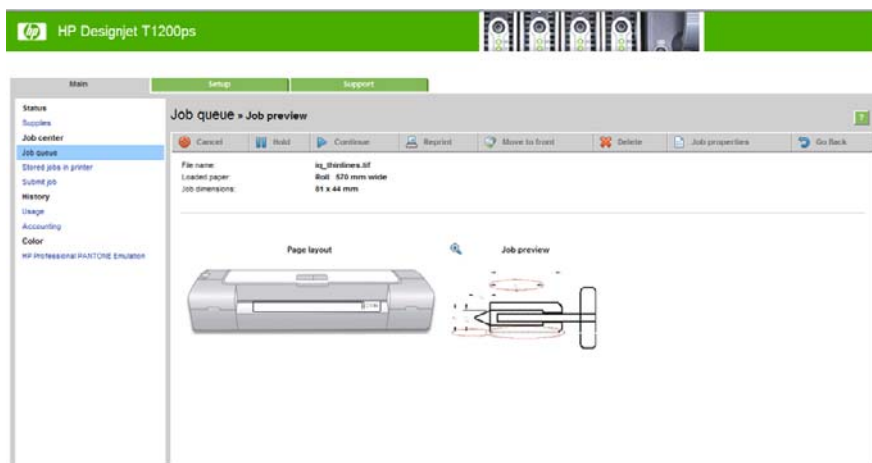 hp HP Designjet T1200ps
Main Setup Support
Status
Supplies
Job center
Job queue
Stored jobs in printer
Submit job
History
Usage
Accounting
Color
HP Professional PANTONE Emulation
Job queue » Job preview
?
Cancel Hold Continue Reprint Move to front Delete Job properties Go Back
File name: iq_thinlines.tif
Loaded paper: Roll 570 mm wide
Job dimensions: 81 x 44 mm
Page layout Job preview